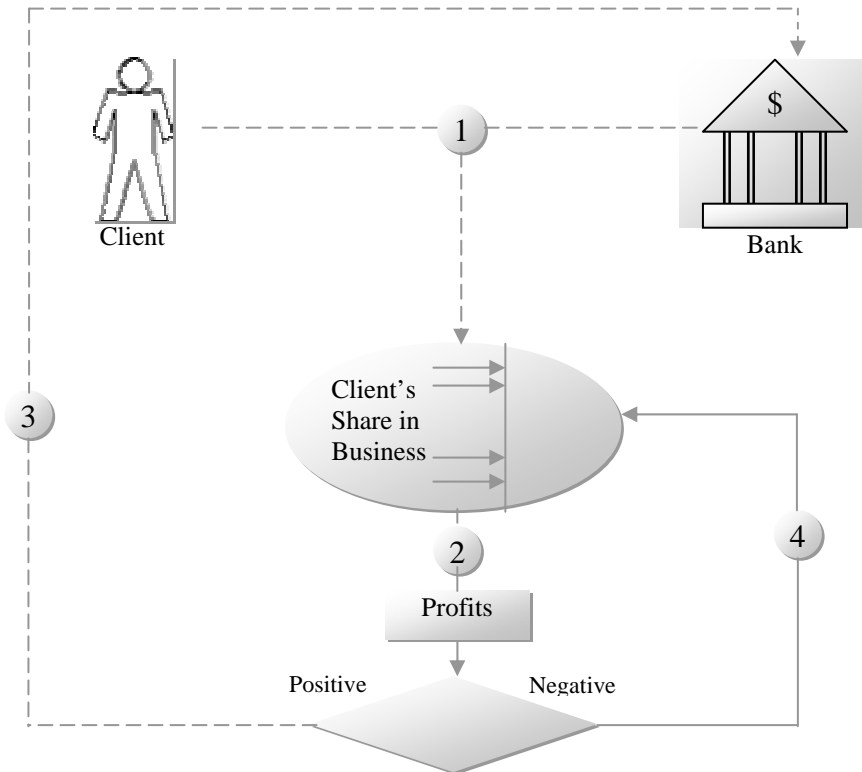 $
1
Client
Bank
Client's
Share in
Business
3
2
4
Profits
Positive
Negative